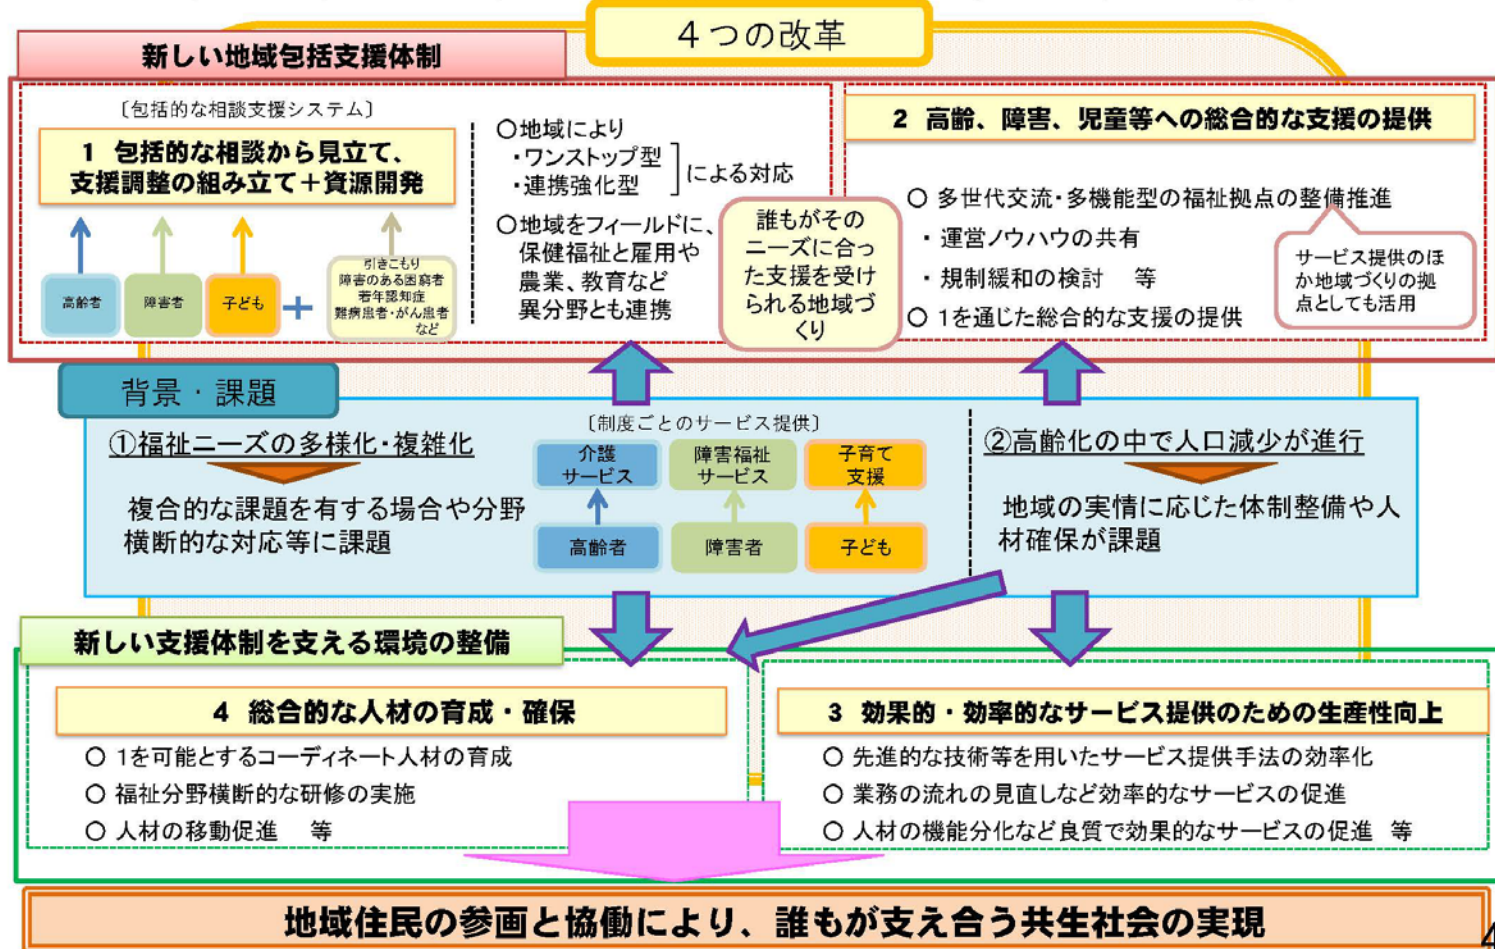 4つの改革
新しい地域包括支援体制
〔包括的な相談支援システム〕
1 包括的な相談から見立て、
支援調整の組み立て＋資源開発
高齢者
障害者
子ども
＋
引きこもり
障害のある困窮者
若年認知症
難病患者・がん患者
など
○地域により
・ワンストップ型
・連携強化型
による対応
○地域をフィールドに、
保健福祉と雇用や
農業、教育など
異分野とも連携
誰もがその
ニーズに合っ
た支援を受け
られる地域づ
くり
2 高齢、障害、児童等への総合的な支援の提供
○ 多世代交流・多機能型の福祉拠点の整備推進
・ 運営ノウハウの共有
・ 規制緩和の検討 等
○ 1を通じた総合的な支援の提供
サービス提供のほ
か地域づくりの拠
点としても活用
背景・課題
①福祉ニーズの多様化・複雑化
複合的な課題を有する場合や分野
横断的な対応等に課題
〔制度ごとのサービス提供〕
介護
サービス
障害福祉
サービス
子育て
支援
高齢者
障害者
子ども
②高齢化の中で人口減少が進行
地域の実情に応じた体制整備や人
材確保が課題
新しい支援体制を支える環境の整備
4 総合的な人材の育成・確保
○ 1を可能とするコーディネート人材の育成
○ 福祉分野横断的な研修の実施
○ 人材の移動促進 等
3 効果的・効率的なサービス提供のための生産性向上
○ 先進的な技術等を用いたサービス提供手法の効率化
○ 業務の流れの見直しなど効率的なサービスの促進
○ 人材の機能分化など良質で効果的なサービスの促進 等
地域住民の参画と協働により、誰もが支え合う共生社会の実現
4